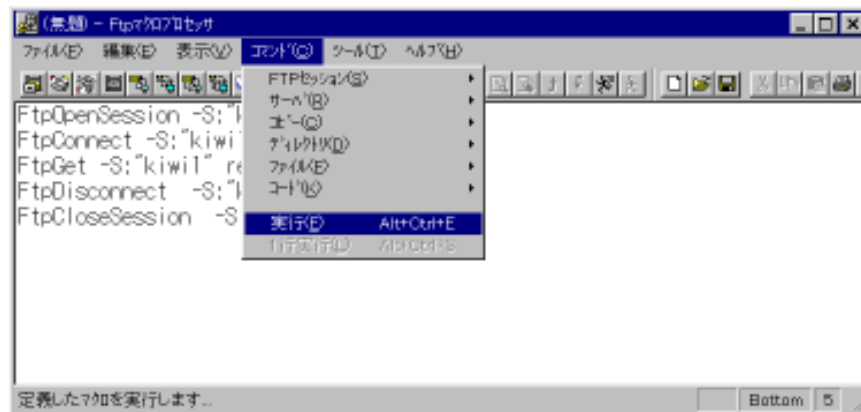 (無題) - Ftpﾏｸﾛﾌﾟﾛｾｯｻ
ﾌｧｲﾙ(F) 編集(E) 表示(V) ｺﾏﾝﾄﾞ(C) ﾂｰﾙ(T) ﾍﾙﾌﾟ(H)
FTPｾｯｼｮﾝ(S)
ｻｰﾊﾞ(R)
ｺﾋﾟｰ(C)
ﾃﾞｨﾚｸﾄﾘ(D)
ﾌｧｲﾙ(F)
ｺｰﾄﾞ(K)
実行(E) Alt+Ctrl+E
1行実行(L) Alt+Ctrl+S
FtpOpenSession -S:"k
FtpConnect -S:"kiwi
FtpGet -S:"kiwi1" re
FtpDisconnect -S:"k
FtpCloseSession -S
定義したﾏｸﾛを実行します...
Bottom 5